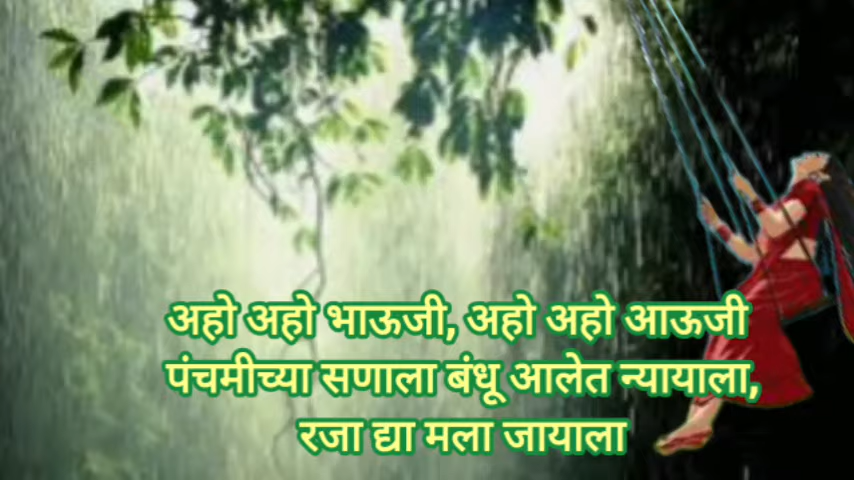 अहो अहो भाऊजी, अहो अहो आऊजी
पंचमीच्या सणाला बंधू आलेत न्यायाला,
रजा द्या मला जायाला